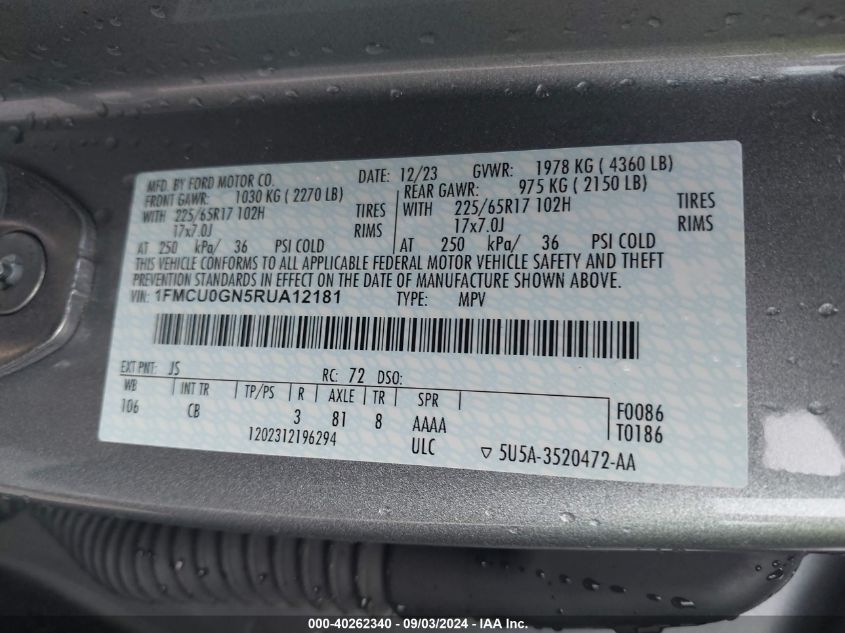 MFD. BY FORD MOTOR CO. DATE: 12/23 GVWR: 1978 KG ( 4360 LB)
FRONT GAWR: 1030 KG ( 2270 LB) REAR GAWR: 975 KG ( 2150 LB)
WITH 225/65R17 102H TIRES WITH 225/65R17 102H TIRES
17x7.0J RIMS 17x7.0J RIMS
AT 250 kPa/ 36 PSI COLD AT 250 kPa/ 36 PSI COLD
THIS VEHICLE CONFORMS TO ALL APPLICABLE FEDERAL MOTOR VEHICLE SAFETY AND THEFT
PREVENTION STANDARDS IN EFFECT ON THE DATE OF MANUFACTURE SHOWN ABOVE.
VIN: 1FMCU0GN5RUA12181 TYPE: MPV
EXT PNT: JS RC: 72 DSO:
WB INT TR TP/PS R AXLE TR SPR F0086
106 CB 3 81 8 AAAA T0186
1202312196294 ULC ▽ 5U5A-3520472-AA
000-40262340 - 09/03/2024 - IAA Inc.